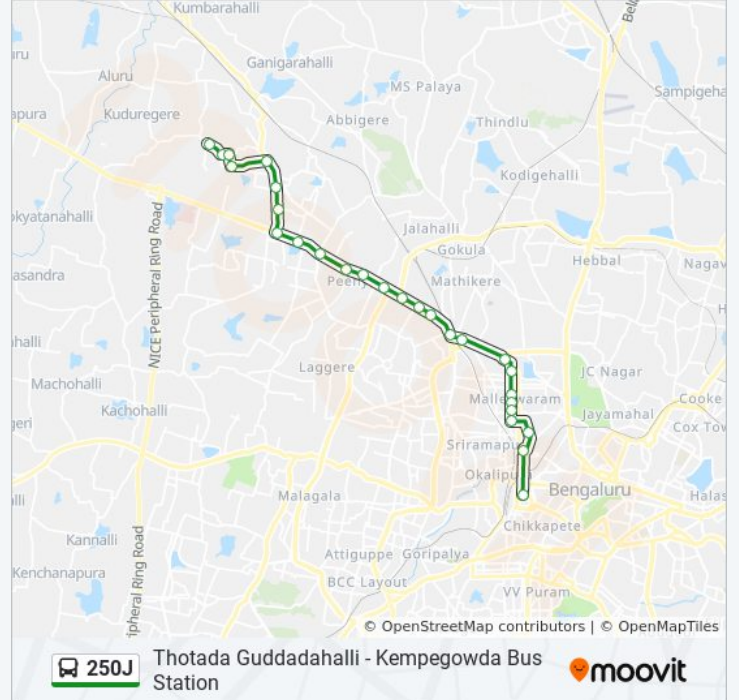 Kumbarahalli
Aluru
Ganigarahalli
MS Palaya
Sampigeha
apura
Kuduregere
Abbigere
Thindlu
Kodigehalli
okyatanahalli
Jalahalli
Gokula
Hebbal
Nagav
asandra
Peeny
Mathikere
NICE Peripheral Ring Road
halli
Laggere
JC Nagar
Machohalli
Malleswaram
Cooke
Kachohalli
Jayamahal
geri
Cox Tow
Sriramapu
Okalipu
Bengaluru
Malagala
Halas
Chikkapete
Kannalli
Attiguppe
Goripalya
Kenchanapura
BCC Layout
VV Puram
ipheral Ring Road
© OpenStreetMap contributors | © OpenMapTiles
250J
Thotada Guddadahalli - Kempegowda Bus
Station
moovit